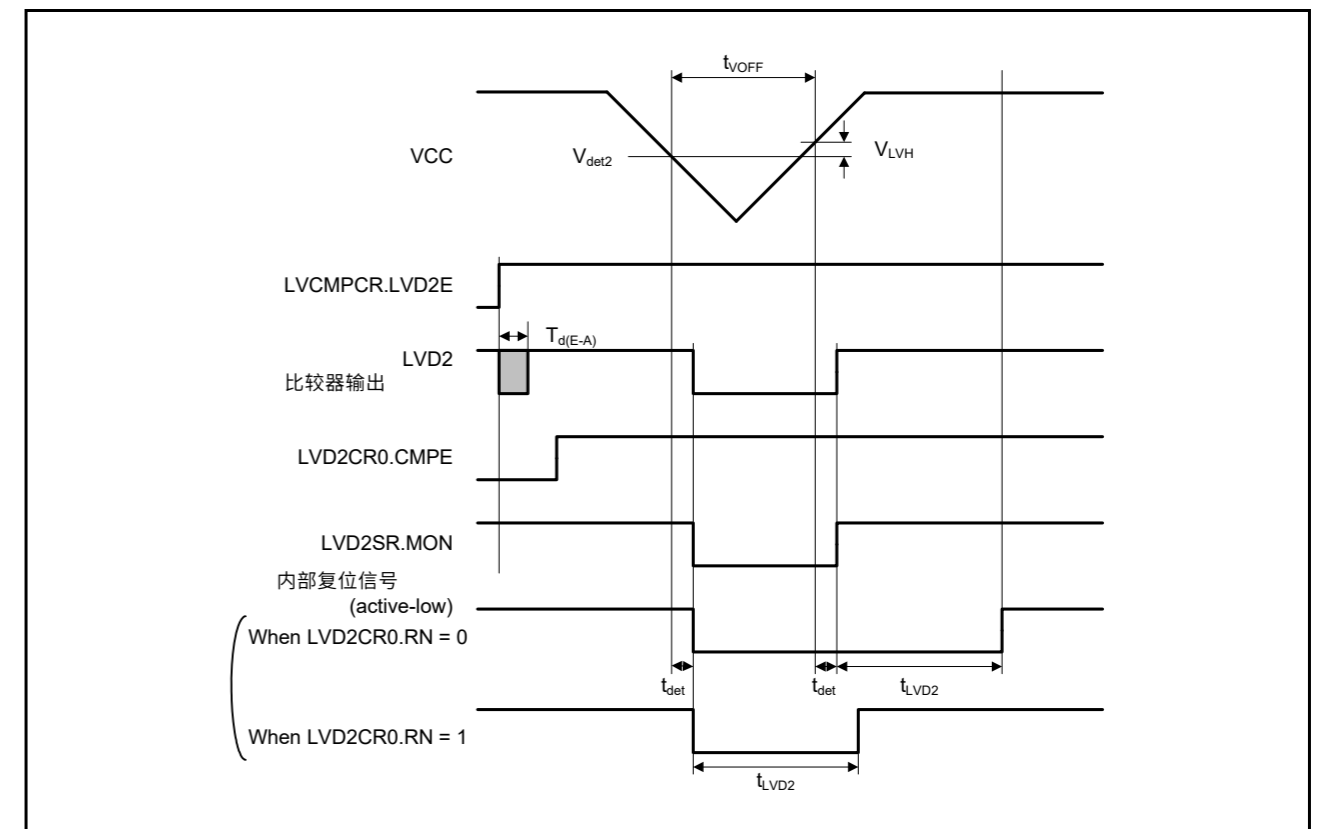 tVOFF
VCC
Vdet2
VLVH
LVCMPCR.LVD2E
Td(E-A)
LVD2
比较器输出
LVD2CR0.CMPE
LVD2SR.MON
内部复位信号
(active-low)
When LVD2CR0.RN = 0
tdet
tdet
tLVD2
When LVD2CR0.RN = 1
tLVD2